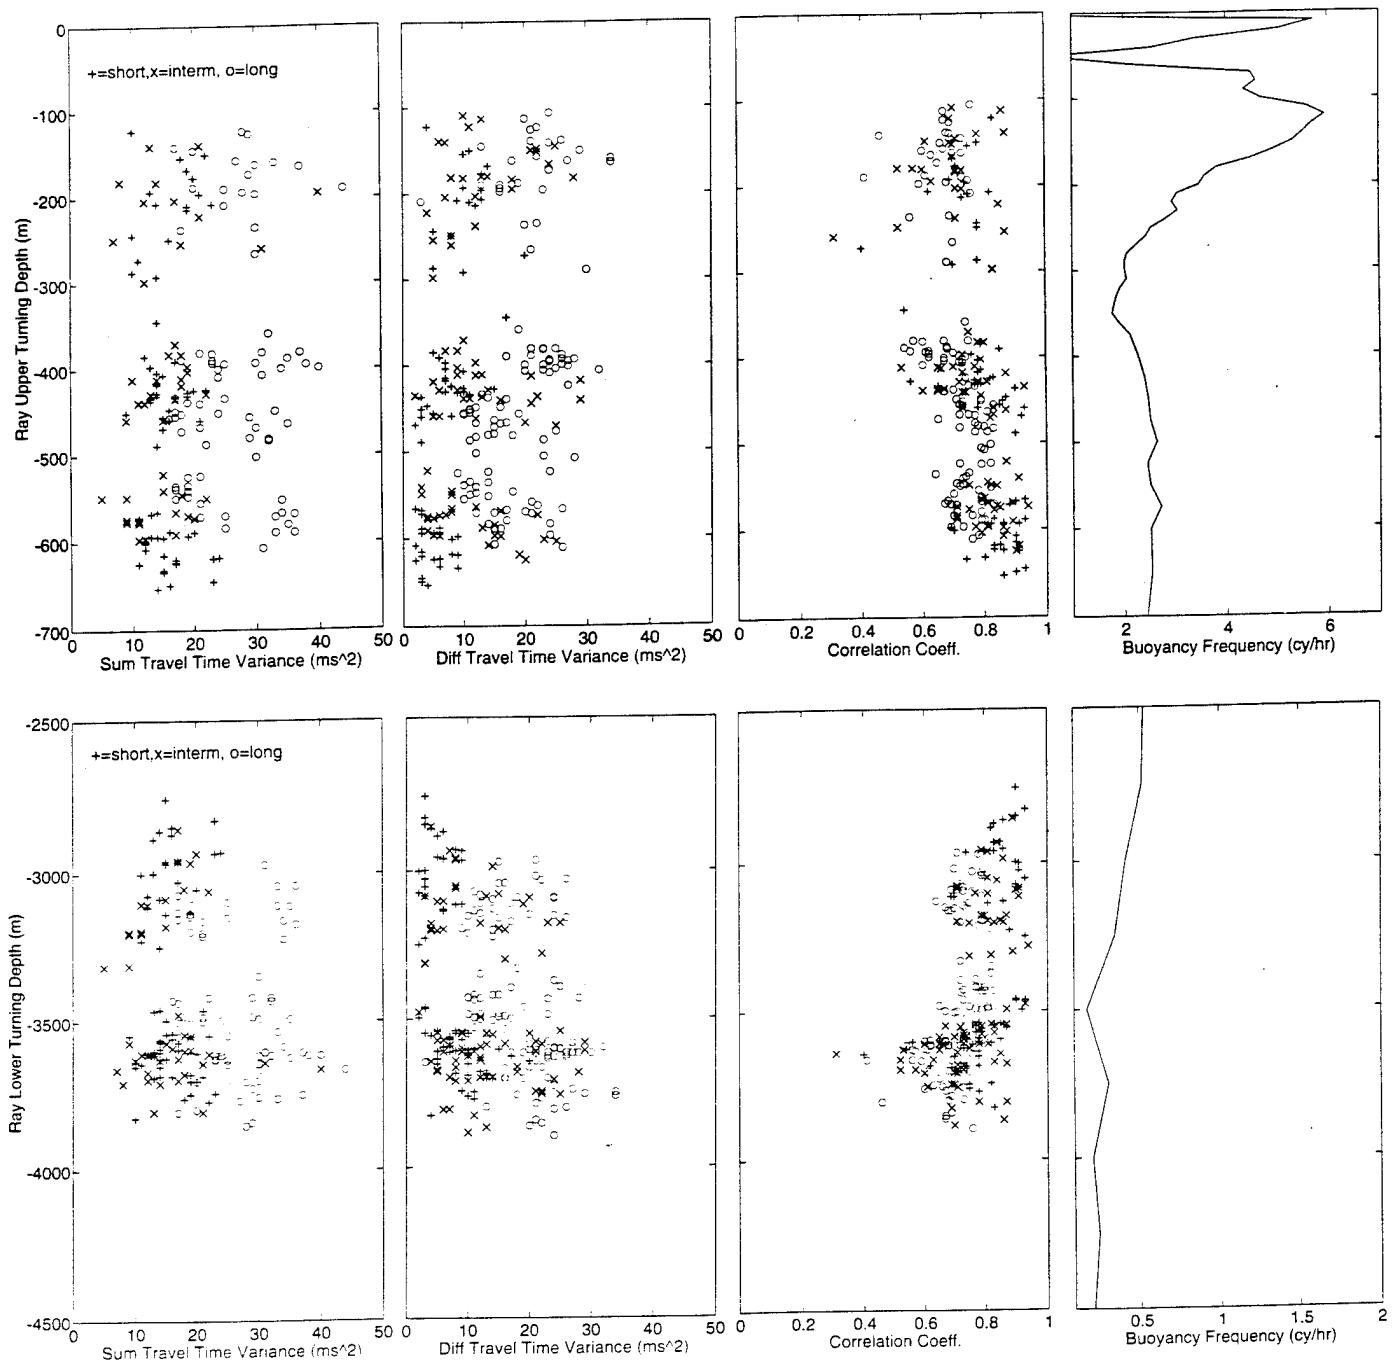 0
-100
-200
-300
-400
-500
-600
-700
Ray Upper Turning Depth (m)
+=short,x=interm, o=long
0 10 20 30 40 50
Sum Travel Time Variance (ms^2)
0 10 20 30 40 50
Diff Travel Time Variance (ms^2)
0 0.2 0.4 0.6 0.8 1
Correlation Coeff.
2 4 6
Buoyancy Frequency (cy/hr)
-2500
-3000
-3500
-4000
-4500
Ray Lower Turning Depth (m)
+=short,x=interm, o=long
0 10 20 30 40 50
Sum Travel Time Variance (ms^2)
0 10 20 30 40 50
Diff Travel Time Variance (ms^2)
0 0.2 0.4 0.6 0.8 1
Correlation Coeff.
0.5 1 1.5 2
Buoyancy Frequency (cy/hr)